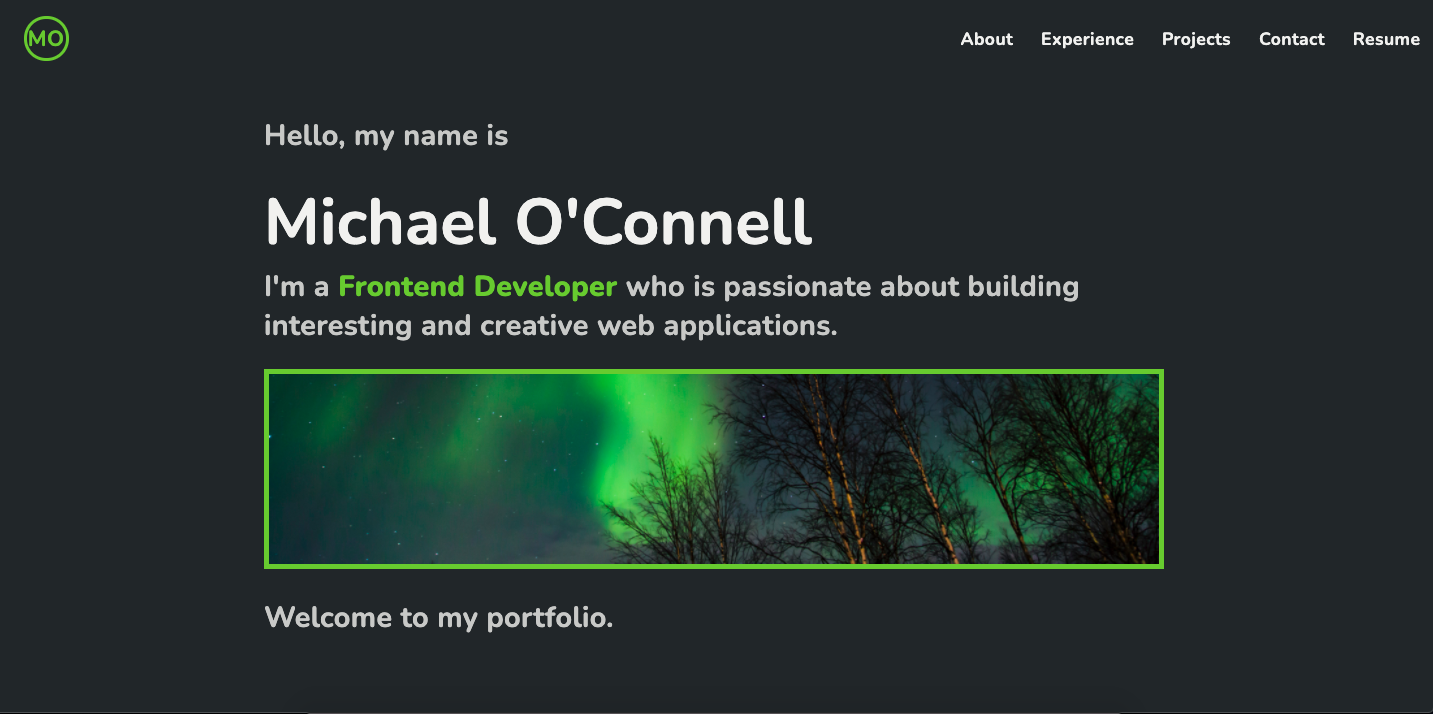 MO
About Experience Projects Contact Resume
Hello, my name is
Michael O'Connell
I'm a Frontend Developer who is passionate about building
interesting and creative web applications.
Welcome to my portfolio.